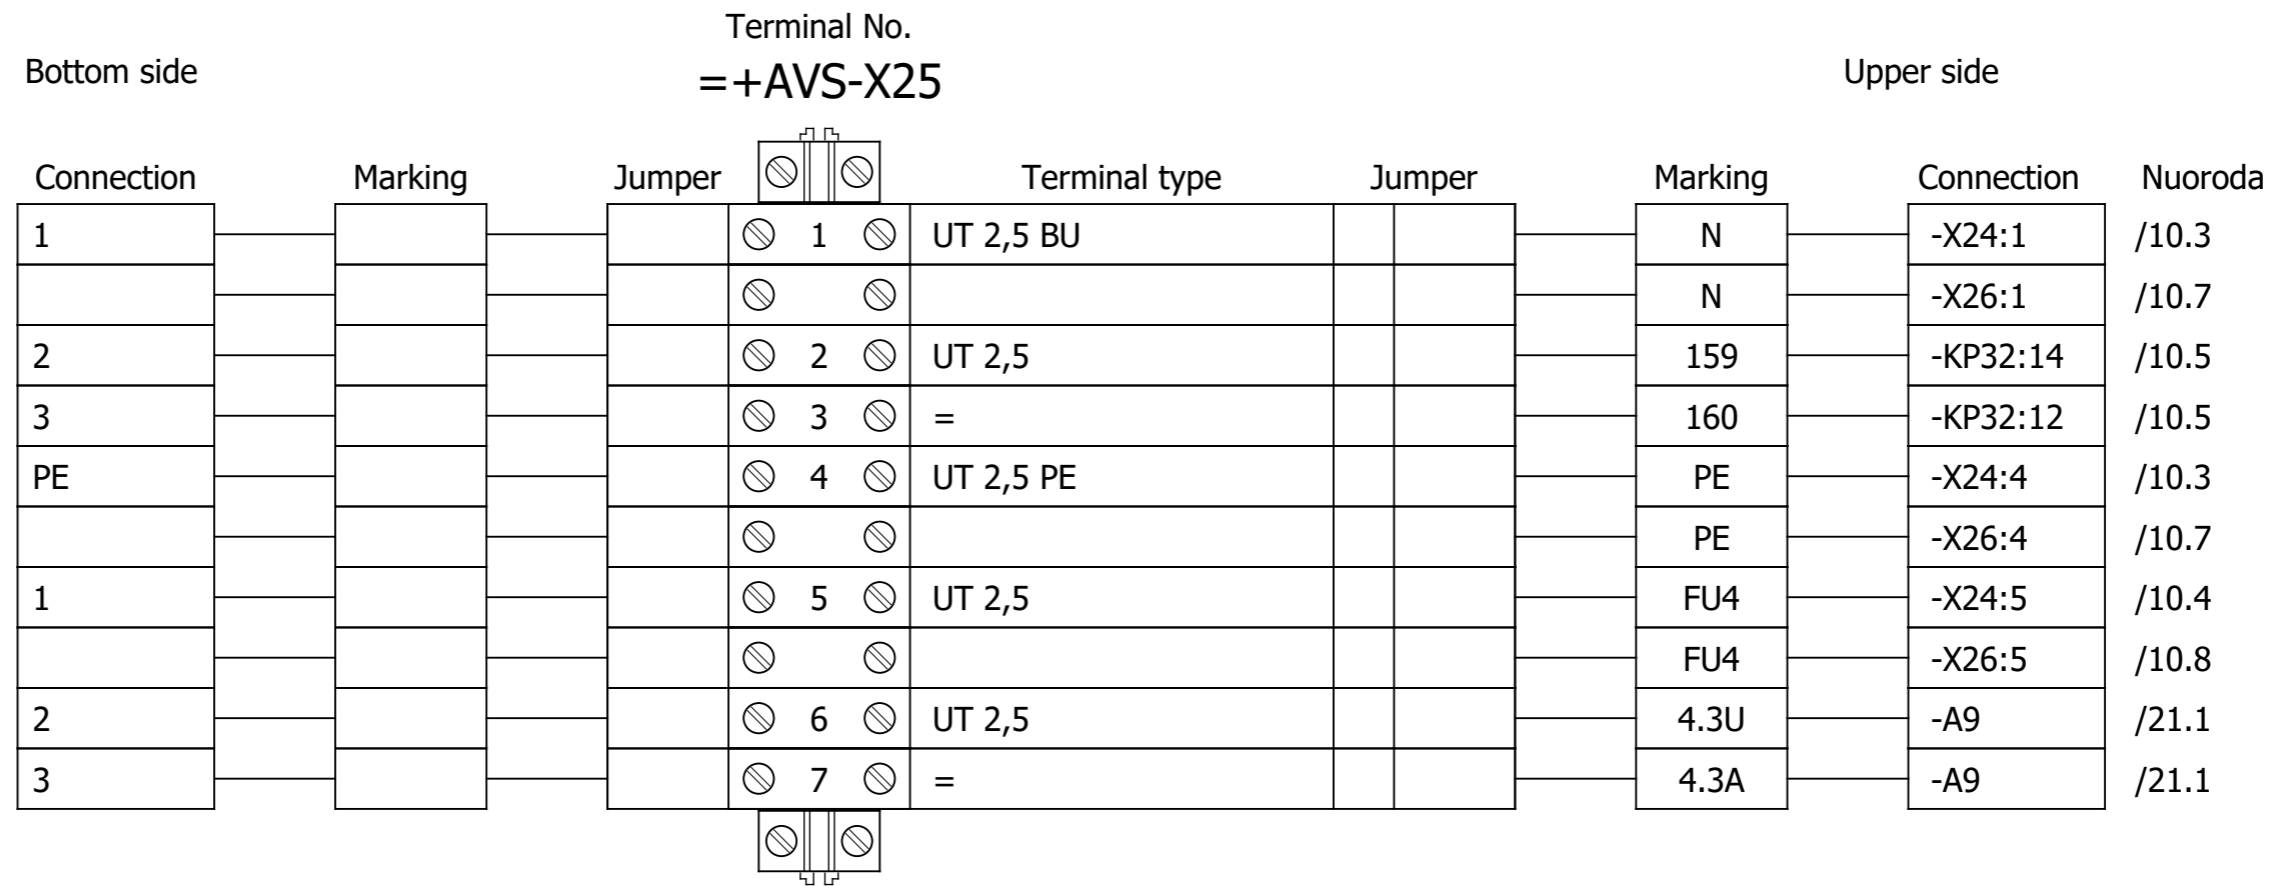 Terminal No.
Bottom side =+AVS-X25 Upper side
Connection Marking Jumper Terminal type Jumper Marking Connection Nuoroda
1 1 UT 2,5 BU N -X24:1 /10.3
N -X26:1 /10.7
2 2 UT 2,5 159 -KP32:14 /10.5
3 3 = 160 -KP32:12 /10.5
PE 4 UT 2,5 PE PE -X24:4 /10.3
PE -X26:4 /10.7
1 5 UT 2,5 FU4 -X24:5 /10.4
FU4 -X26:5 /10.8
2 6 UT 2,5 4.3U -A9 /21.1
3 7 = 4.3A -A9 /21.1